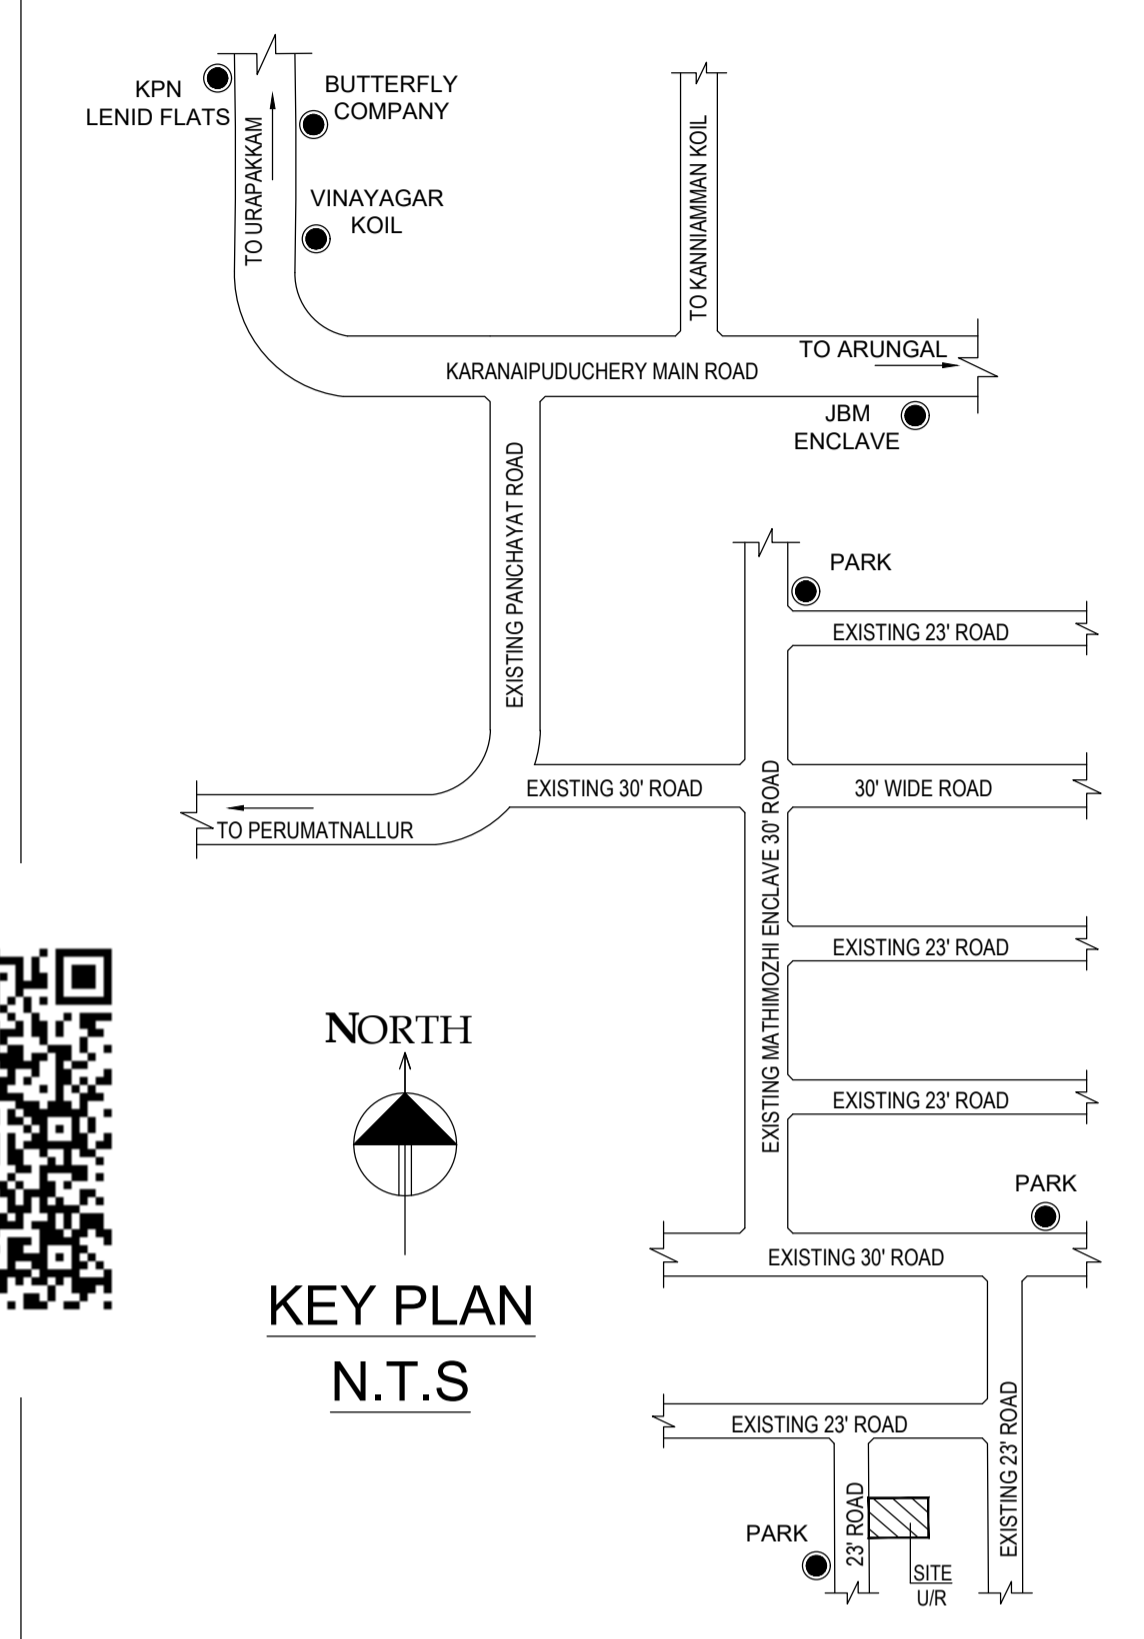 KPN
LENID FLATS
BUTTERFLY
COMPANY
TO URAPAKKAM
VINAYAGAR
KOIL
TO KANNIAMMAN KOIL
TO ARUNGAL
KARANAIPUDUCHERY MAIN ROAD
JBM
ENCLAVE
EXISTING PANCHAYAT ROAD
PARK
EXISTING 23' ROAD
EXISTING 30' ROAD
30' WIDE ROAD
TO PERUMATNALLUR
EXISTING MATHIMOZHI ENCLAVE 30' ROAD
EXISTING 23' ROAD
NORTH
EXISTING 23' ROAD
PARK
EXISTING 30' ROAD
KEY PLAN
N.T.S
EXISTING 23' ROAD
EXISTING 23' ROAD
23' ROAD
PARK
SITE
U/R